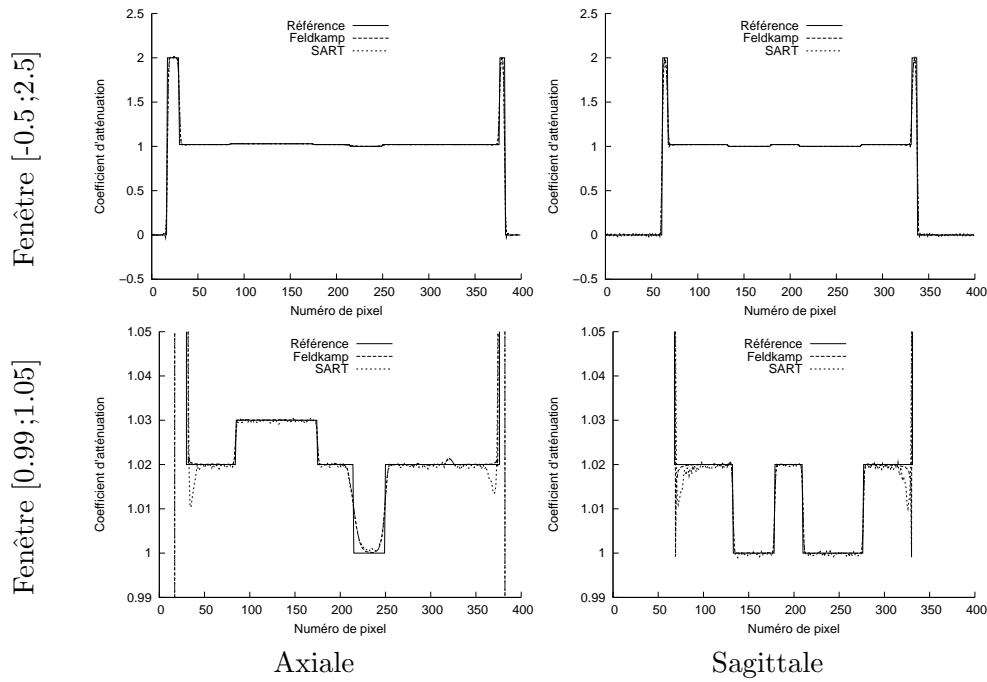 Fenêtre [-0.5 ;2.5]
Coefficient d'atténuation
2.5
2
1.5
1
0.5
0
−0.5
Référence
Feldkamp
SART
0 50 100 150 200 250 300 350 400
Numéro de pixel
Coefficient d'atténuation
2.5
2
1.5
1
0.5
0
−0.5
Référence
Feldkamp
SART
0 50 100 150 200 250 300 350 400
Numéro de pixel
Fenêtre [0.99 ;1.05]
Coefficient d'atténuation
1.05
1.04
1.03
1.02
1.01
1
0.99
Référence
Feldkamp
SART
0 50 100 150 200 250 300 350 400
Numéro de pixel
Axiale
Coefficient d'atténuation
1.05
1.04
1.03
1.02
1.01
1
0.99
Référence
Feldkamp
SART
0 50 100 150 200 250 300 350 400
Numéro de pixel
Sagittale